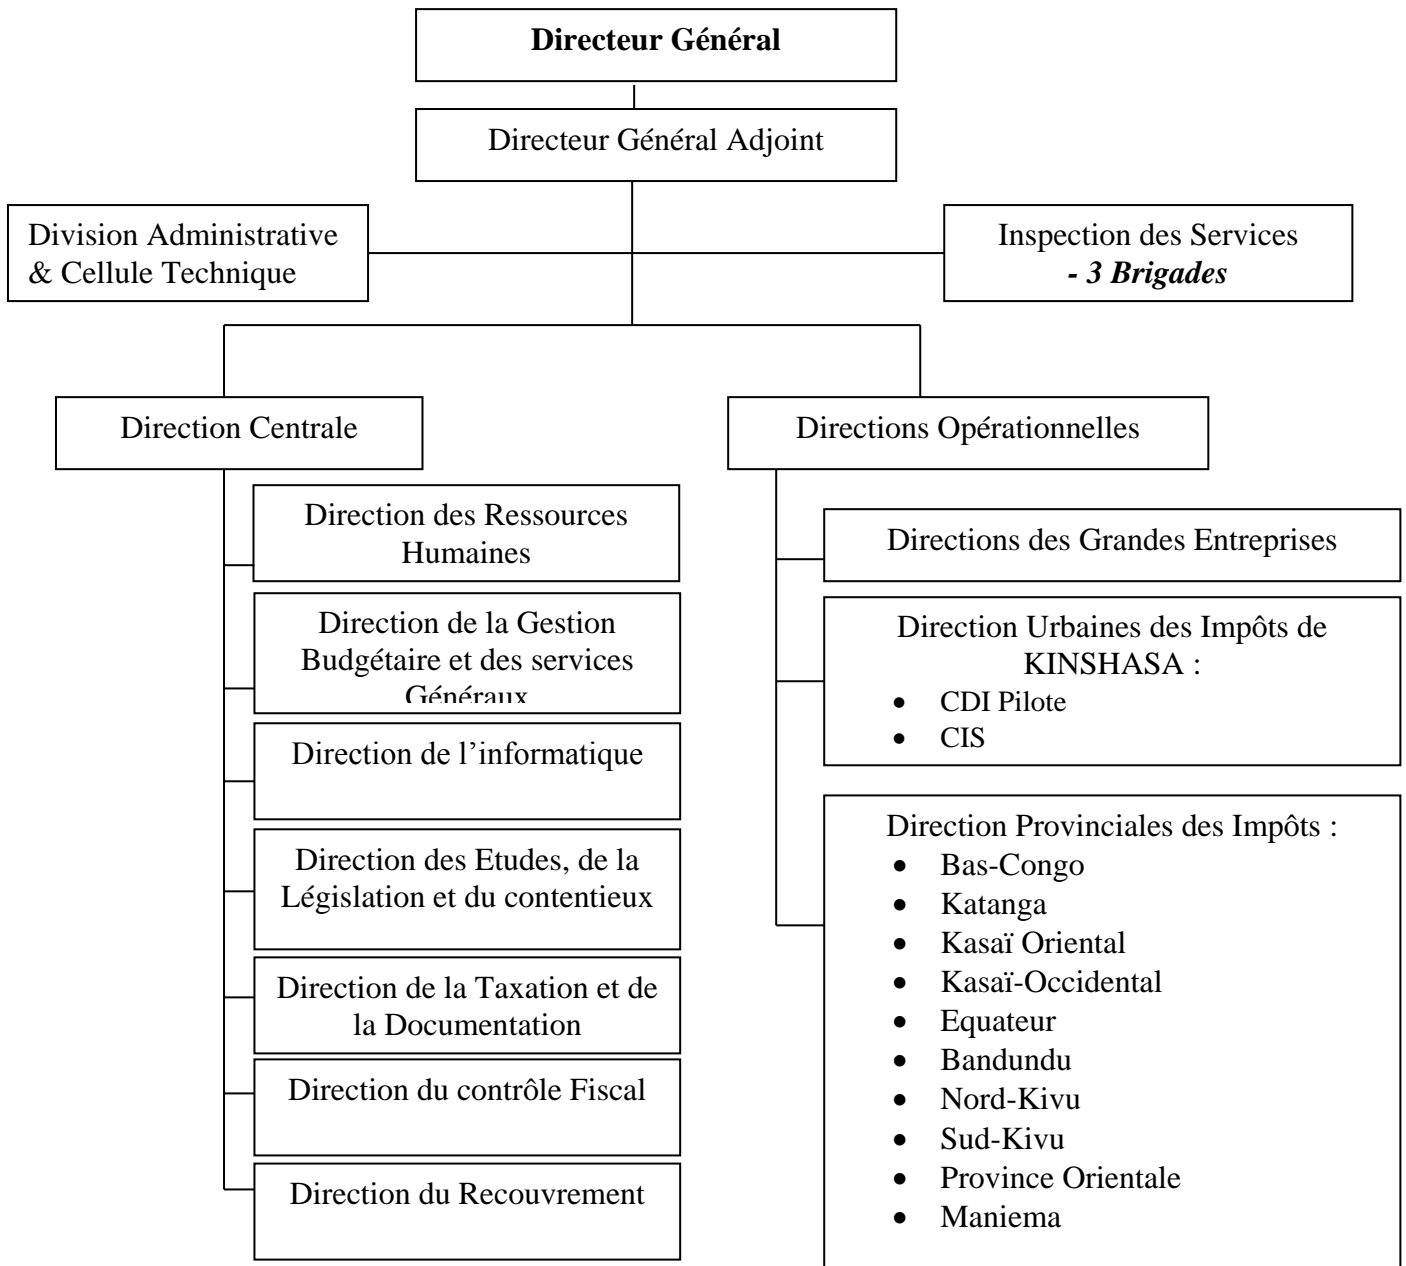 Directeur Général
Directeur Général Adjoint
Division Administrative
& Cellule Technique
Inspection des Services
- 3 Brigades
Direction Centrale
Direction des Ressources
Humaines
Direction de la Gestion
Budgétaire et des services
Généraux
Direction de l’informatique
Direction des Etudes, de la
Législation et du contentieux
Direction de la Taxation et de
la Documentation
Direction du contrôle Fiscal
Direction du Recouvrement
Directions Opérationnelles
Directions des Grandes Entreprises
Direction Urbaines des Impôts de
KINSHASA :
• CDI Pilote
• CIS
Direction Provinciales des Impôts :
• Bas-Congo
• Katanga
• Kasaï Oriental
• Kasaï-Occidental
• Equateur
• Bandundu
• Nord-Kivu
• Sud-Kivu
• Province Orientale
• Maniema